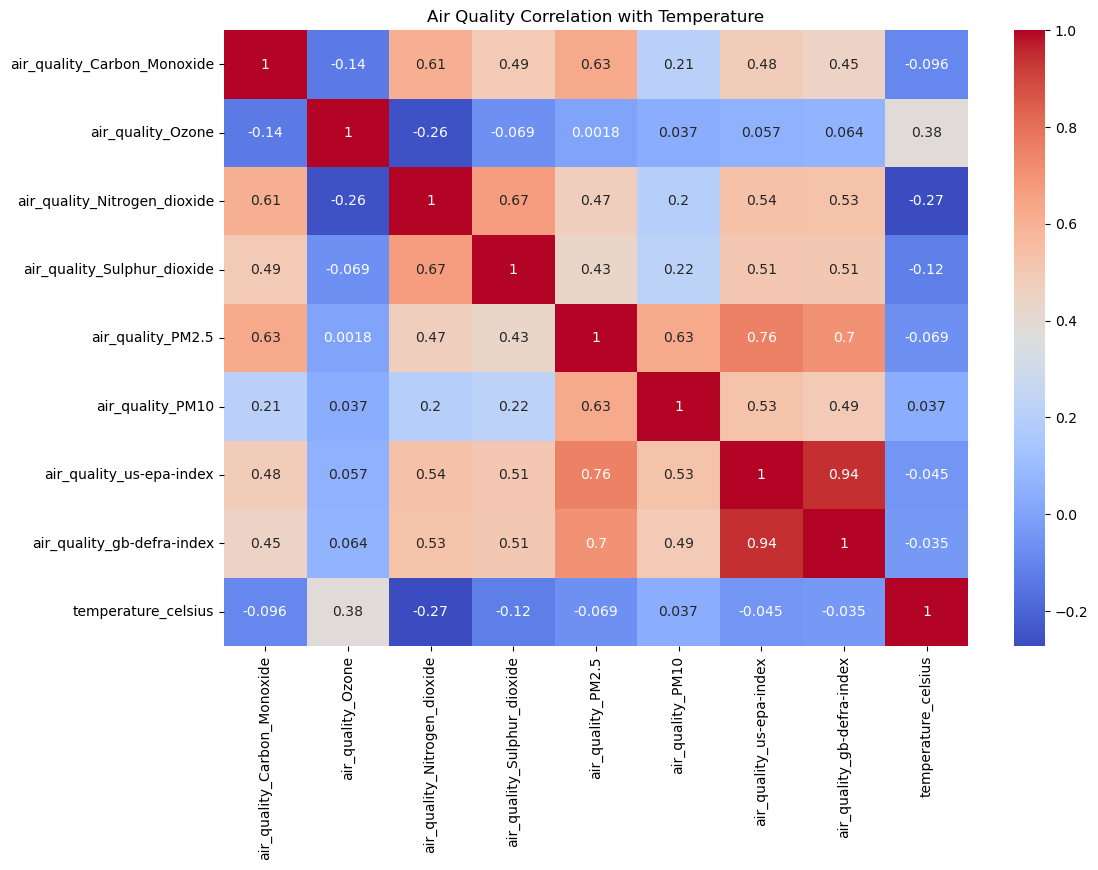 Air Quality Correlation with Temperature
air_quality_Carbon_Monoxide 1 -0.14 0.61 0.49 0.63 0.21 0.48 0.45 -0.096
air_quality_Ozone -0.14 1 -0.26 -0.069 0.0018 0.037 0.057 0.064 0.38
air_quality_Nitrogen_dioxide 0.61 -0.26 1 0.67 0.47 0.2 0.54 0.53 -0.27
air_quality_Sulphur_dioxide 0.49 -0.069 0.67 1 0.43 0.22 0.51 0.51 -0.12
air_quality_PM2.5 0.63 0.0018 0.47 0.43 1 0.63 0.76 0.7 -0.069
air_quality_PM10 0.21 0.037 0.2 0.22 0.63 1 0.53 0.49 0.037
air_quality_us-epa-index 0.48 0.057 0.54 0.51 0.76 0.53 1 0.94 -0.045
air_quality_gb-defra-index 0.45 0.064 0.53 0.51 0.7 0.49 0.94 1 -0.035
temperature_celsius -0.096 0.38 -0.27 -0.12 -0.069 0.037 -0.045 -0.035 1
air_quality_Carbon_Monoxide
air_quality_Ozone
air_quality_Nitrogen_dioxide
air_quality_Sulphur_dioxide
air_quality_PM2.5
air_quality_PM10
air_quality_us-epa-index
air_quality_gb-defra-index
temperature_celsius
1.0
0.8
0.6
0.4
0.2
0.0
−0.2